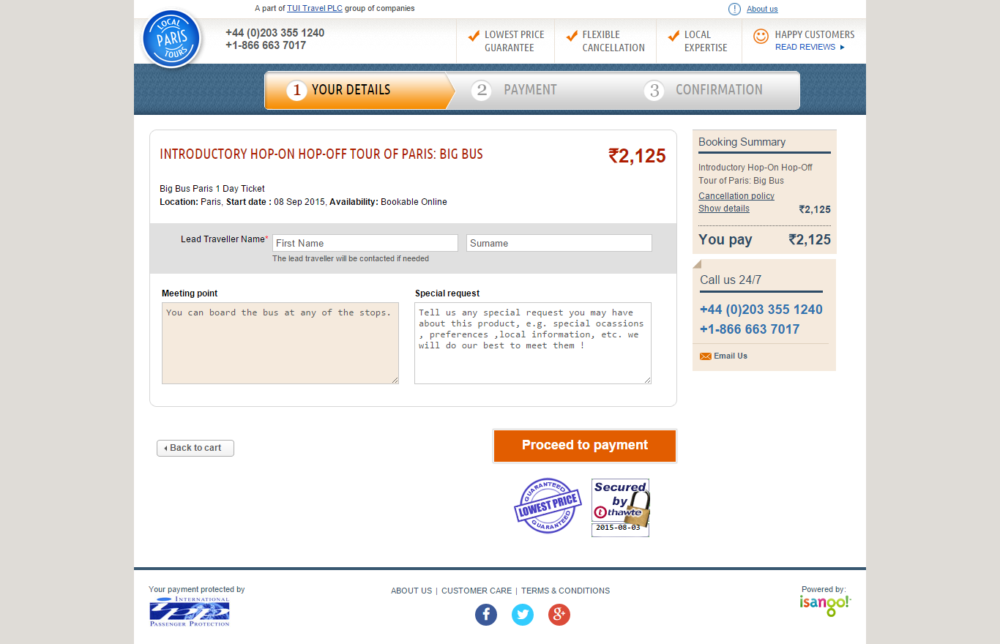 A part of TUI Travel PLC group of companies
About us
LOCAL
PARIS
TOURS
+44 (0)203 355 1240
+1-866 663 7017
LOWEST PRICE
GUARANTEE
FLEXIBLE
CANCELLATION
LOCAL
EXPERTISE
HAPPY CUSTOMERS
READ REVIEWS
1 YOUR DETAILS
2 PAYMENT
3 CONFIRMATION
INTRODUCTORY HOP-ON HOP-OFF TOUR OF PARIS: BIG BUS
₹2,125
Big Bus Paris 1 Day Ticket
Location: Paris, Start date : 08 Sep 2015, Availability: Bookable Online
Lead Traveller Name*
First Name
Surname
The lead traveller will be contacted if needed
Meeting point
You can board the bus at any of the stops.
Special request
Tell us any special request you may have
about this product, e.g. special ocassions
, preferences ,local information, etc. we
will do our best to meet them !
Booking Summary
Introductory Hop-On Hop-Off
Tour of Paris: Big Bus
Cancellation policy
Show details ₹2,125
You pay ₹2,125
Call us 24/7
+44 (0)203 355 1240
+1-866 663 7017
Email Us
Back to cart
Proceed to payment
GUARANTEED
LOWEST PRICE
GUARANTEED
Secured
by
thawte
2015-08-03
Your payment protected by
INTERNATIONAL
IPP
PASSENGER PROTECTION
ABOUT US | CUSTOMER CARE | TERMS & CONDITIONS
Powered by:
isango!